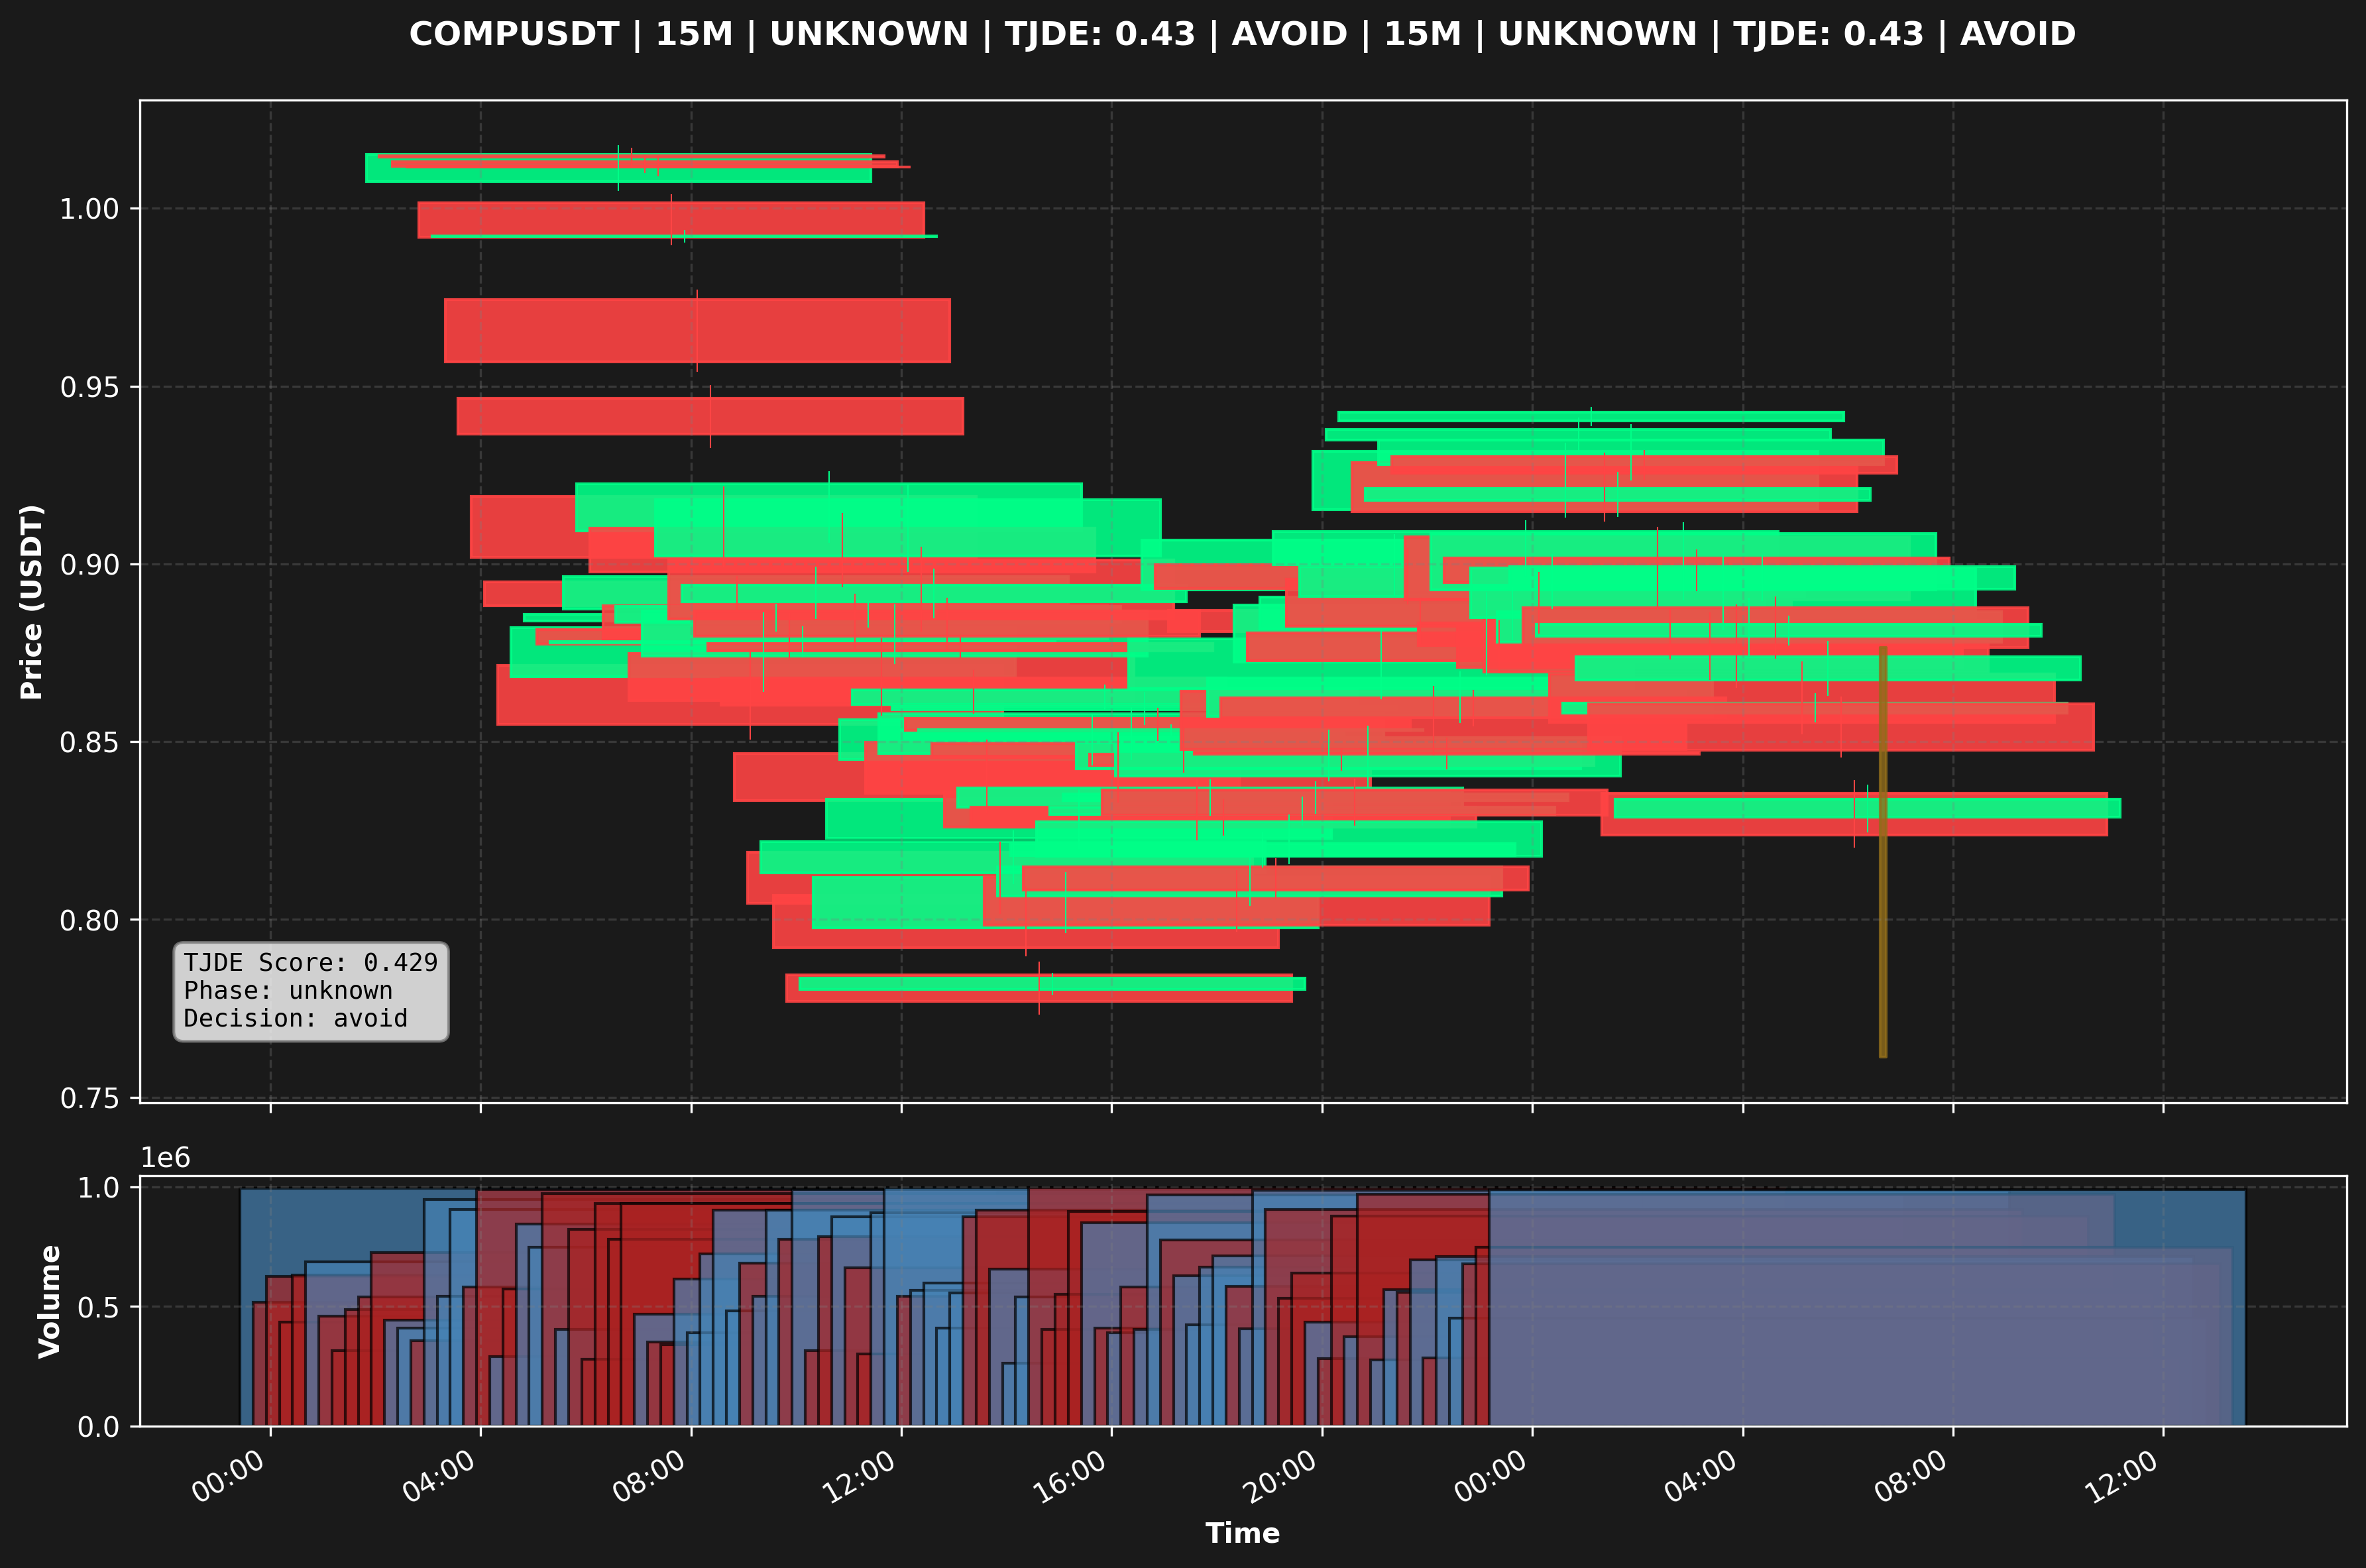 COMPUSDT | 15M | UNKNOWN | TJDE: 0.43 | AVOID | 15M | UNKNOWN | TJDE: 0.43 | AVOID
Price (USDT)
1.00
0.95
0.90
0.85
0.80
0.75
TJDE Score: 0.429
Phase: unknown
Decision: avoid
1e6
Volume
1.0
0.5
0.0
00:00 04:00 08:00 12:00 16:00 20:00 00:00 04:00 08:00 12:00
Time